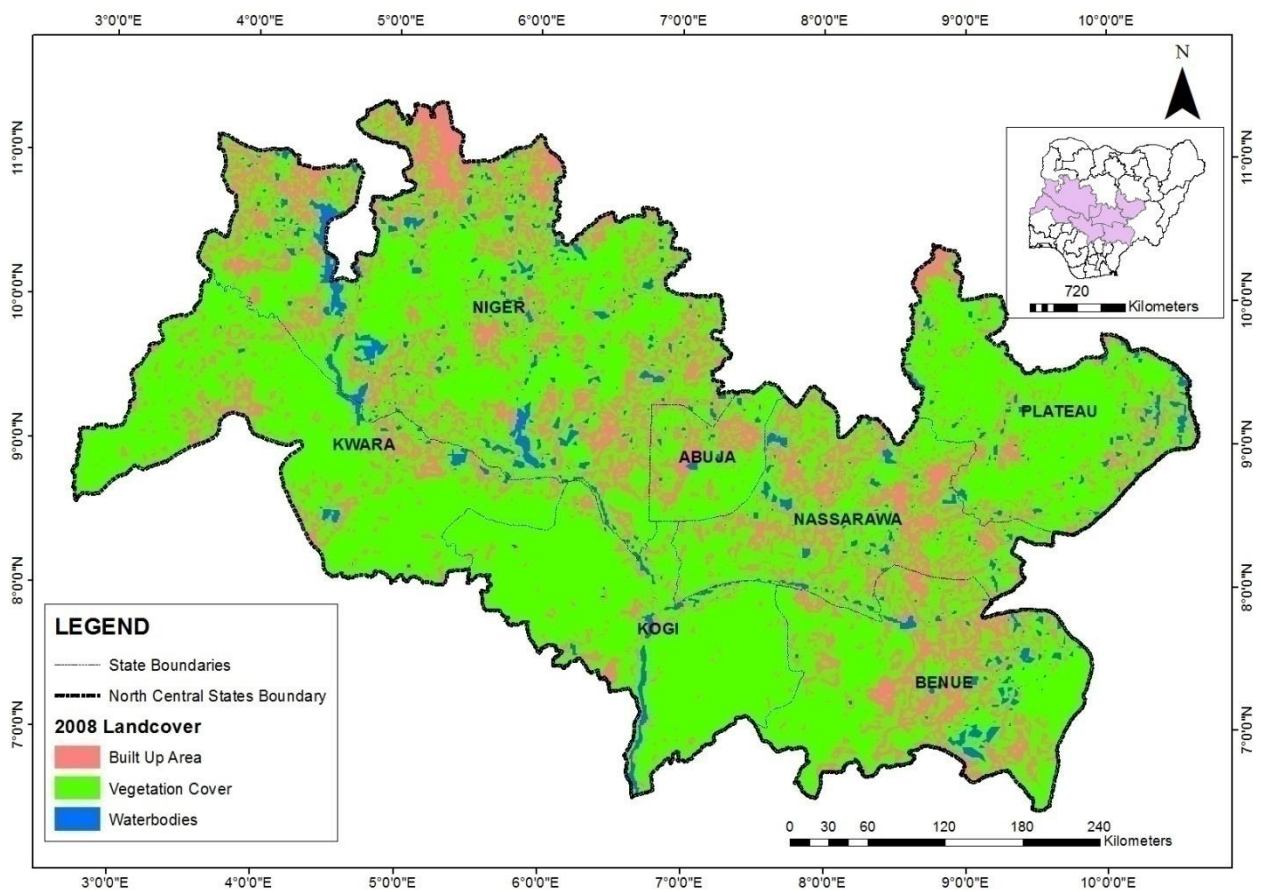 3°0'0"E 4°0'0"E 5°0'0"E 6°0'0"E 7°0'0"E 8°0'0"E 9°0'0"E 10°0'0"E
N
11°0'0"N
11°0'0"N
720
Kilometers
10°0'0"N
10°0'0"N
NIGER
PLATEAU
9°0'0"N
9°0'0"N
KWARA
ABUJA
NASSARAWA
8°0'0"N
8°0'0"N
KOGI
BENUE
7°0'0"N
7°0'0"N
LEGEND
State Boundaries
North Central States Boundary
2008 Landcover
Built Up Area
Vegetation Cover
Waterbodies
0 30 60 120 180 240
Kilometers
3°0'0"E 4°0'0"E 5°0'0"E 6°0'0"E 7°0'0"E 8°0'0"E 9°0'0"E 10°0'0"E